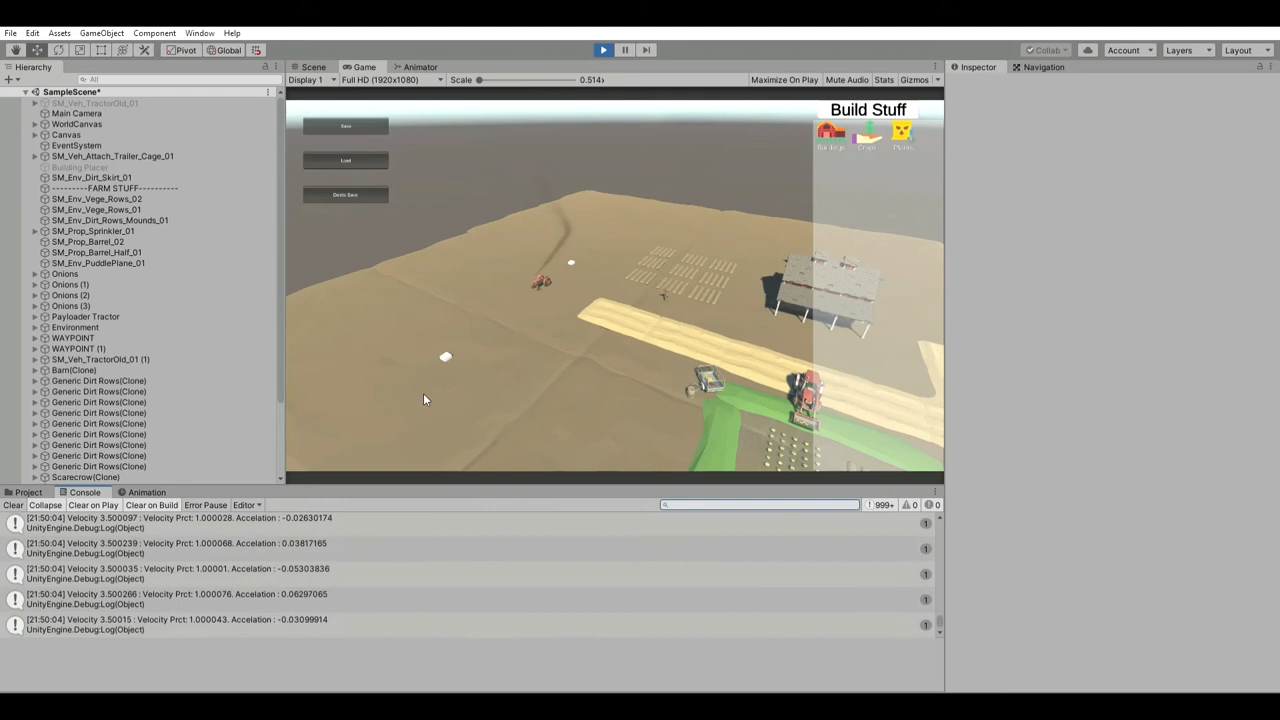 File Edit Assets GameObject Component Window Help
Pivot Global Collab Account Layers Layout
Hierarchy Scene Game Animator Inspector Navigation
All Display 1 Full HD (1920x1080) Scale 0.514x Maximize On Play Mute Audio Stats Gizmos
SampleScene*
SM_Veh_TractorOld_01
Main Camera
WorldCanvas
Canvas
EventSystem
SM_Veh_Attach_Trailer_Cage_01
Building Placer
SM_Env_Dirt_Skirt_01
---------FARM STUFF----------
SM_Env_Vege_Rows_02
SM_Env_Vege_Rows_01
SM_Env_Dirt_Rows_Mounds_01
SM_Prop_Sprinkler_01
SM_Prop_Barrel_02
SM_Prop_Barrel_Half_01
SM_Env_PuddlePlane_01
Onions
Onions (1)
Onions (2)
Onions (3)
Payloader Tractor
Environment
WAYPOINT
WAYPOINT (1)
SM_Veh_TractorOld_01 (1)
Barn(Clone)
Generic Dirt Rows(Clone)
Generic Dirt Rows(Clone)
Generic Dirt Rows(Clone)
Generic Dirt Rows(Clone)
Generic Dirt Rows(Clone)
Generic Dirt Rows(Clone)
Generic Dirt Rows(Clone)
Generic Dirt Rows(Clone)
Generic Dirt Rows(Clone)
Scarecrow(Clone)
Save
Load
Build Stuff
Buildings Crops
Project Console Animation
Clear Collapse Clear on Play Clear on Build Error Pause Editor 999+ 0 0
[21:50:04] Velocity 3.500097 : Velocity Prct: 1.000028. Accelation : -0.02630174
UnityEngine.Debug:Log(Object) 1
[21:50:04] Velocity 3.500239 : Velocity Prct: 1.000068. Accelation : 0.03817165
UnityEngine.Debug:Log(Object) 1
[21:50:04] Velocity 3.500035 : Velocity Prct: 1.00001. Accelation : -0.05303836
UnityEngine.Debug:Log(Object) 1
[21:50:04] Velocity 3.500266 : Velocity Prct: 1.000076. Accelation : 0.06297065
UnityEngine.Debug:Log(Object) 1
[21:50:04] Velocity 3.50015 : Velocity Prct: 1.000043. Accelation : -0.03099914
UnityEngine.Debug:Log(Object) 1